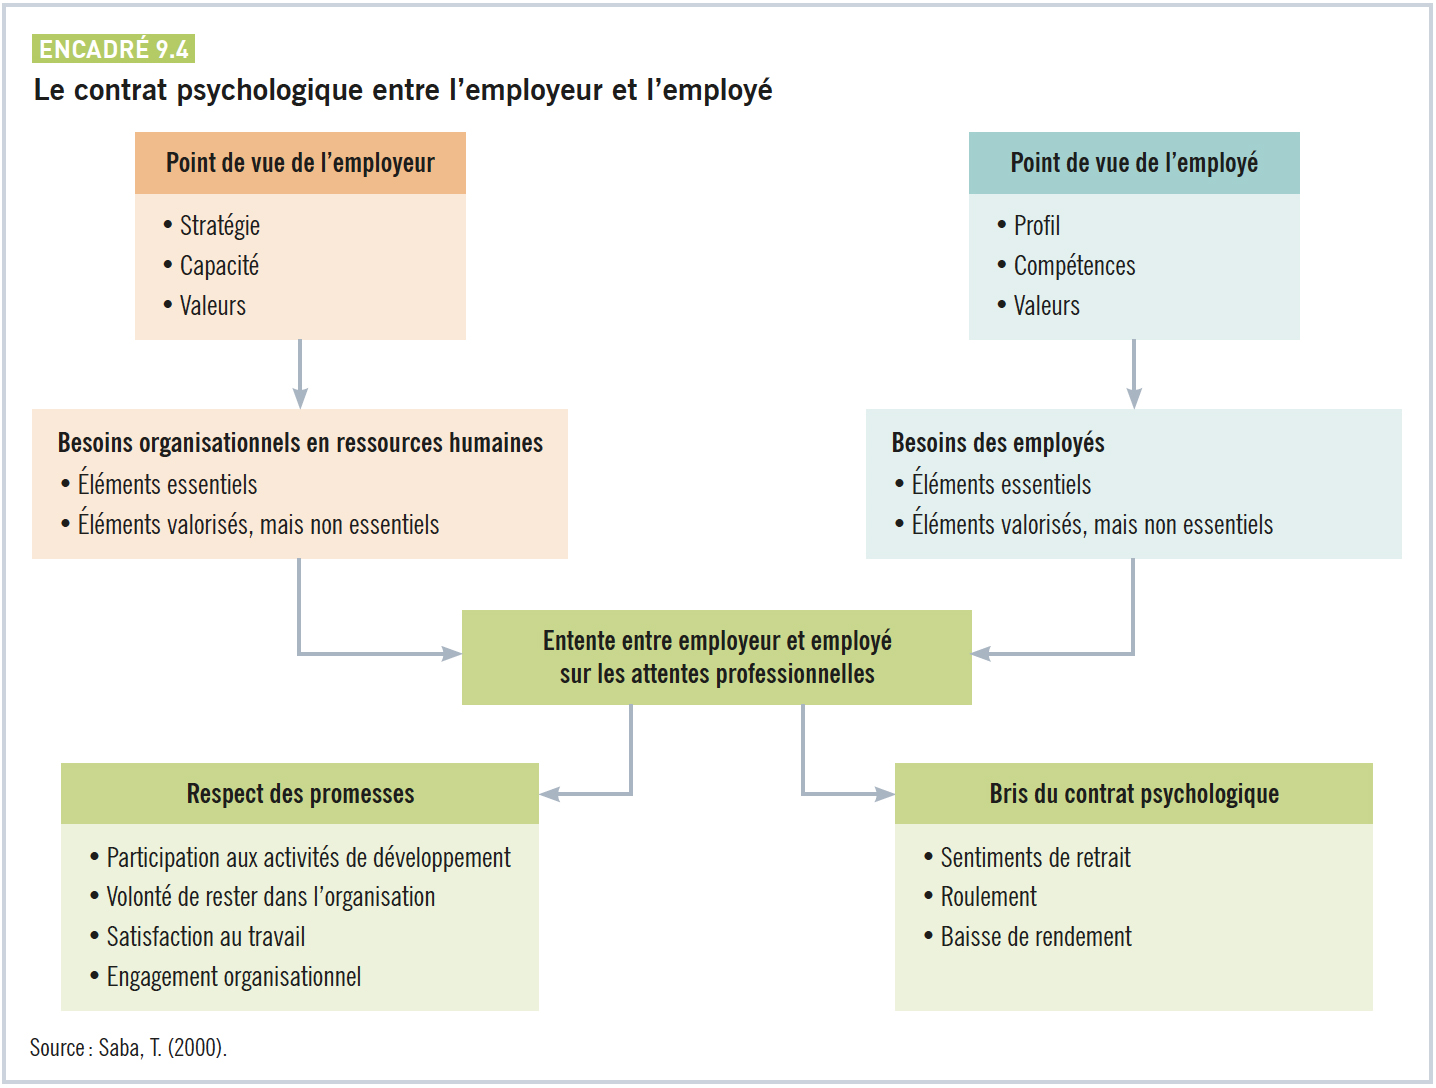 ENCADRÉ 9.4
Le contrat psychologique entre l’employeur et l’employé
Point de vue de l’employeur
• Stratégie
• Capacité
• Valeurs
Point de vue de l’employé
• Profil
• Compétences
• Valeurs
Besoins organisationnels en ressources humaines
• Éléments essentiels
• Éléments valorisés, mais non essentiels
Besoins des employés
• Éléments essentiels
• Éléments valorisés, mais non essentiels
Entente entre employeur et employé
sur les attentes professionnelles
Respect des promesses
• Participation aux activités de développement
• Volonté de rester dans l’organisation
• Satisfaction au travail
• Engagement organisationnel
Bris du contrat psychologique
• Sentiments de retrait
• Roulement
• Baisse de rendement
Source : Saba, T. (2000).